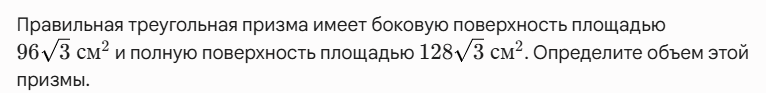 Правильная треугольная призма имеет боковую поверхность площадью
96√3 см² и полную поверхность площадью 128√3 см². Определите объем этой
призмы.